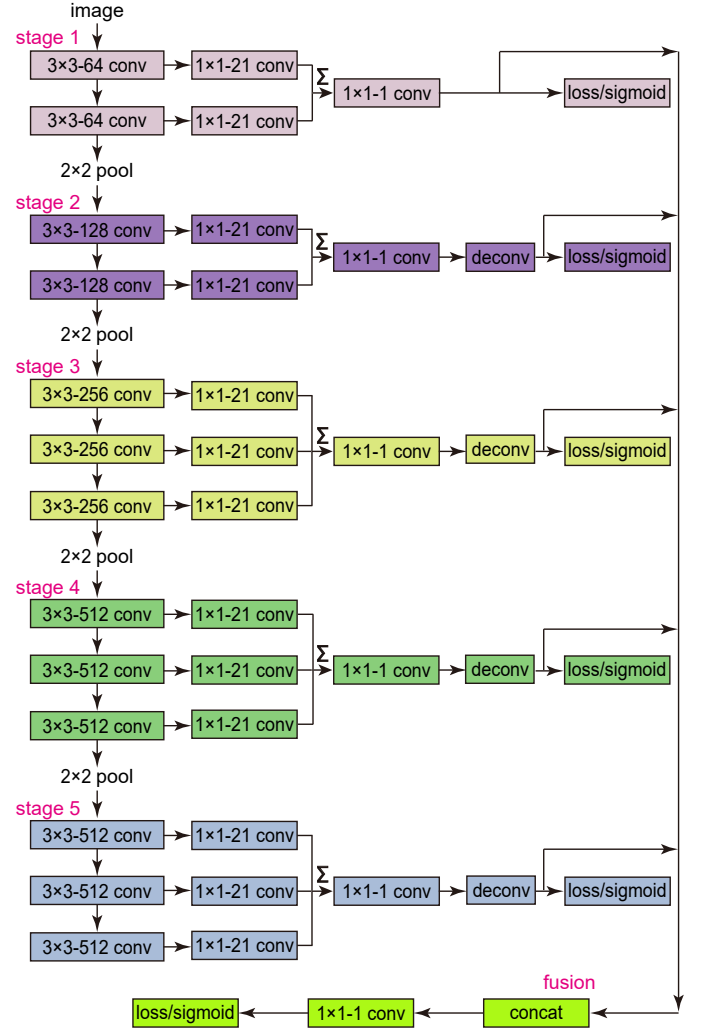 image
stage 1
3×3-64 conv
1×1-21 conv
Σ
1×1-1 conv
loss/sigmoid
3×3-64 conv
1×1-21 conv
2×2 pool
stage 2
3×3-128 conv
1×1-21 conv
Σ
1×1-1 conv
deconv
loss/sigmoid
3×3-128 conv
1×1-21 conv
2×2 pool
stage 3
3×3-256 conv
1×1-21 conv
Σ
3×3-256 conv
1×1-21 conv
1×1-1 conv
deconv
loss/sigmoid
3×3-256 conv
1×1-21 conv
2×2 pool
stage 4
3×3-512 conv
1×1-21 conv
Σ
3×3-512 conv
1×1-21 conv
1×1-1 conv
deconv
loss/sigmoid
3×3-512 conv
1×1-21 conv
2×2 pool
stage 5
3×3-512 conv
1×1-21 conv
Σ
3×3-512 conv
1×1-21 conv
1×1-1 conv
deconv
loss/sigmoid
3×3-512 conv
1×1-21 conv
fusion
loss/sigmoid
1×1-1 conv
concat